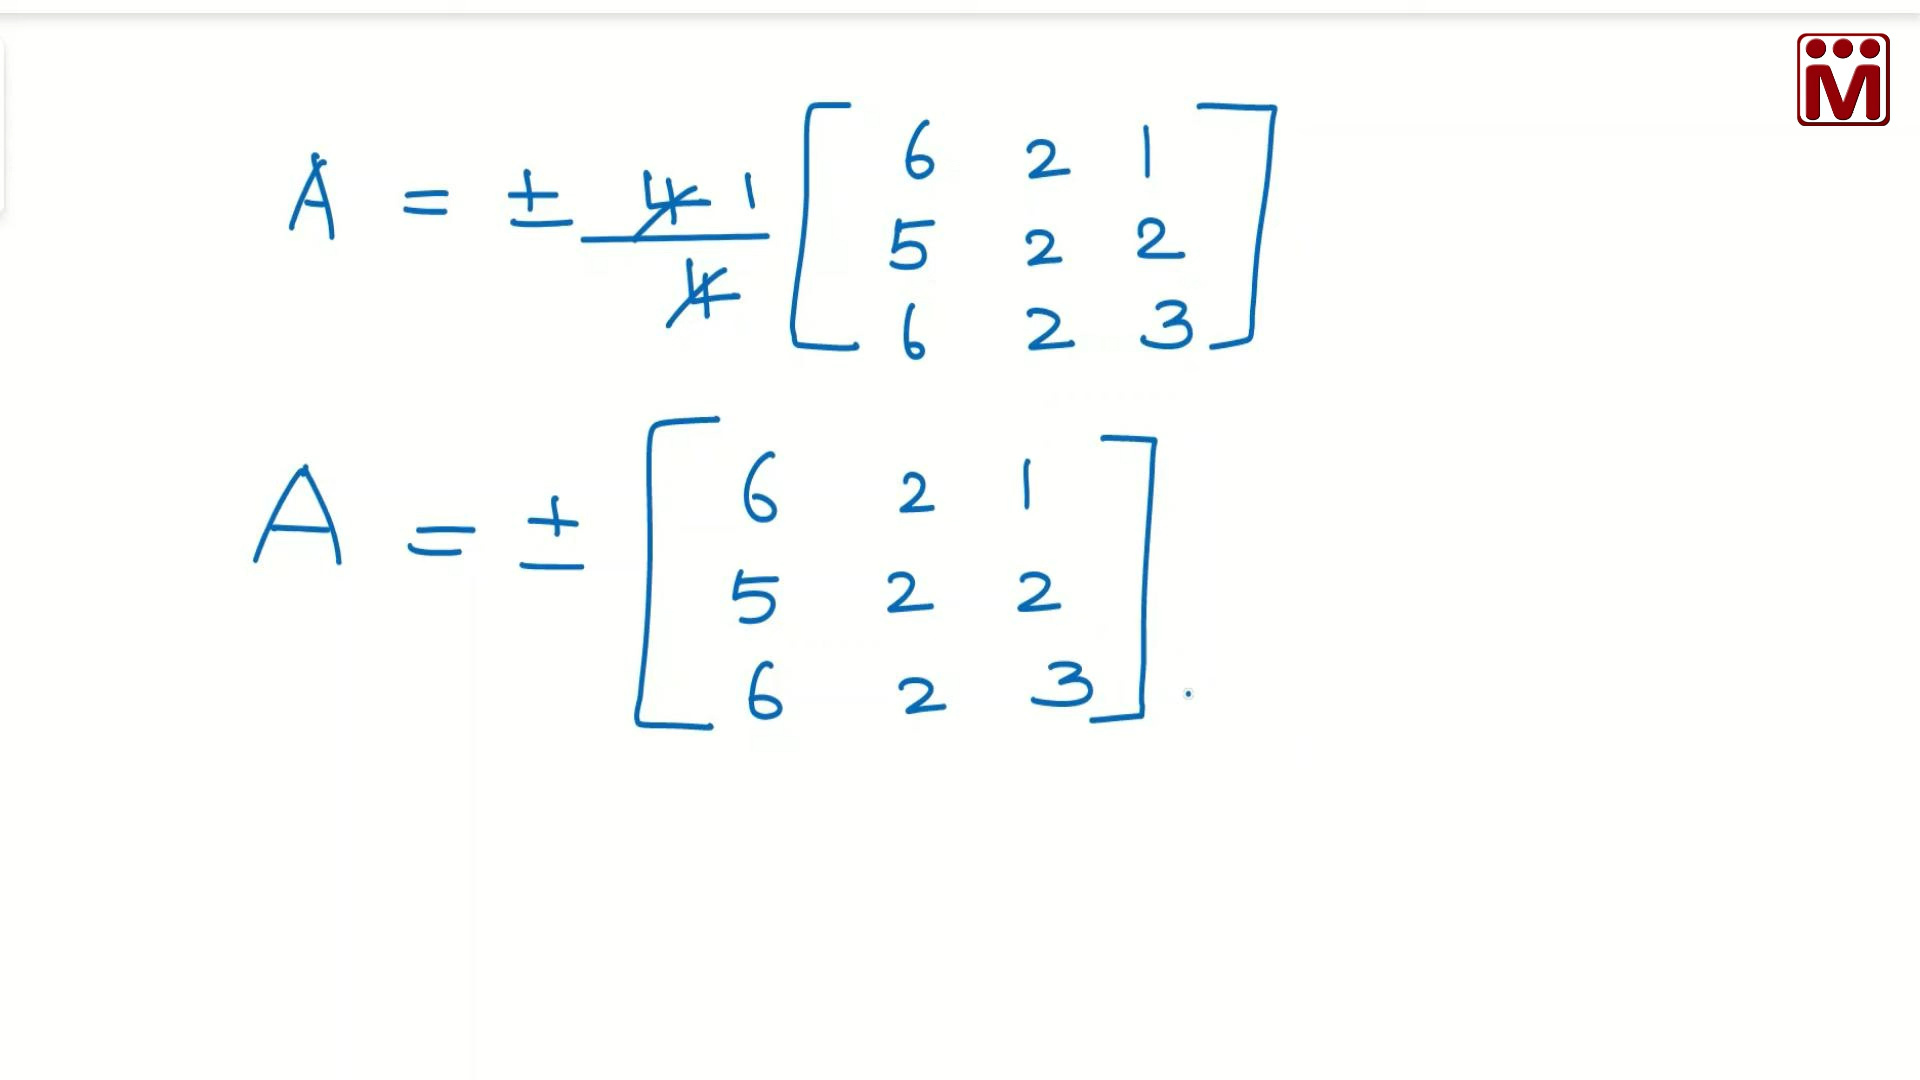 M
A = ± 4 1 / 4 [ 6 2 1
5 2 2
6 2 3 ]
A = ± [ 6 2 1
5 2 2
6 2 3 ]